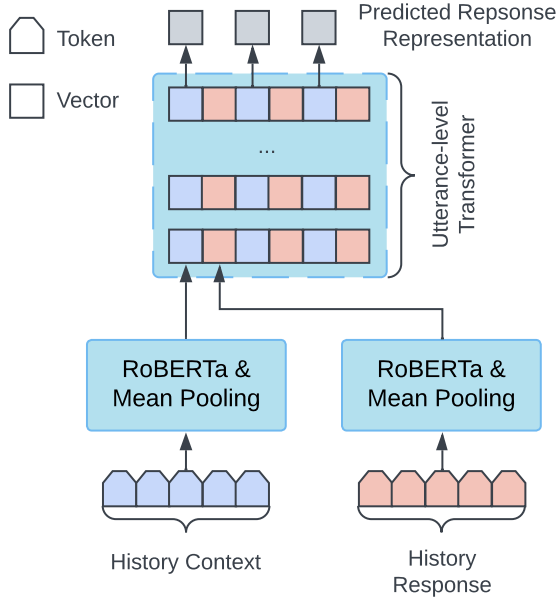 Predicted Repsonse
Representation
Token
Vector
...
Utterance-level
Transformer
RoBERTa &
Mean Pooling
RoBERTa &
Mean Pooling
History Context
History
Response